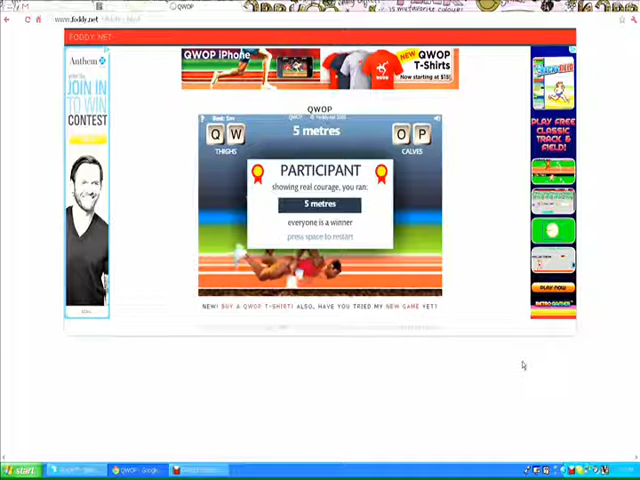 www.foddy.net
FODDY.NET
QWOP iPhone
NEW QWOP
T-Shirts
Now starting at $18!
Anthem
JOIN IN
TO WIN
CONTEST
QWOP
5 metres
Q W
O P
THIGHS
CALVES
PARTICIPANT
showing real courage, you ran:
5 metres
everyone is a winner
press space to restart
NEW! BUY A QWOP T-SHIRT! ALSO, HAVE YOU TRIED MY NEW GAME YET?
PLAY FREE
CLASSIC
TRACK &
FIELD!
PLAY NOW
start
QWOP - Google...